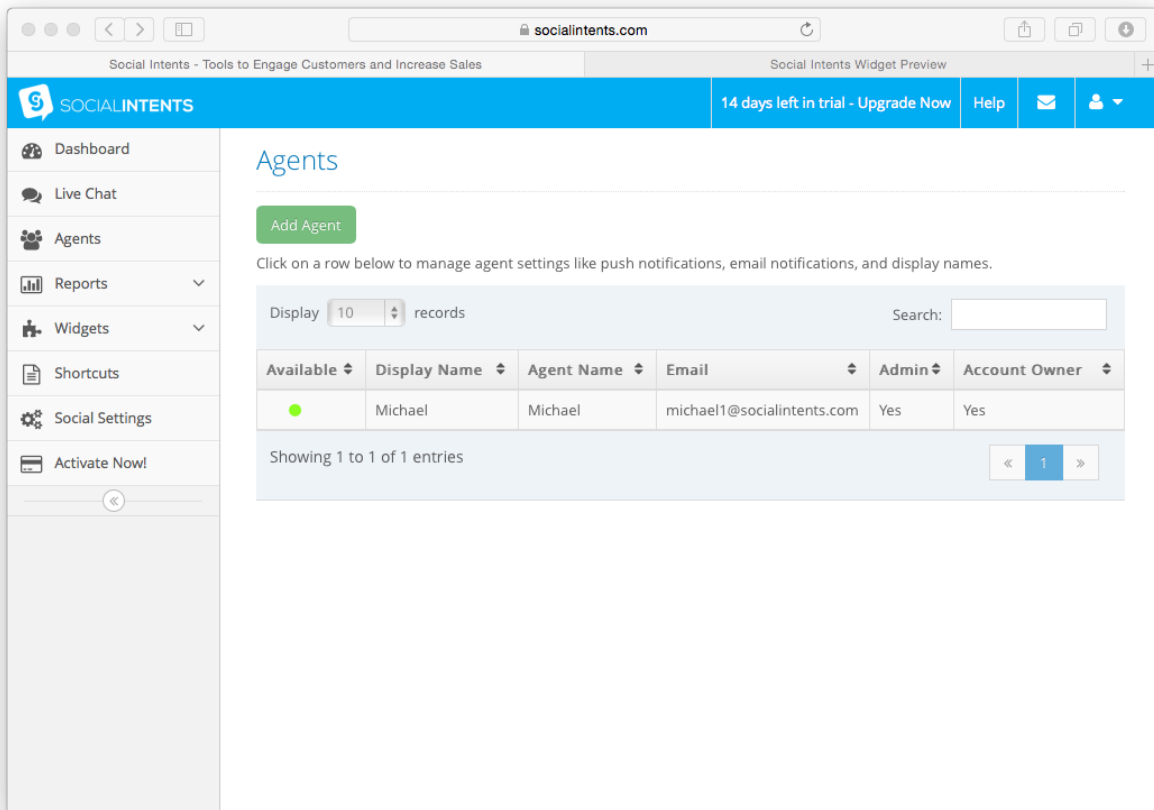 socialintents.com
Social Intents - Tools to Engage Customers and Increase Sales
Social Intents Widget Preview
SOCIALINTENTS
14 days left in trial - Upgrade Now
Help
Dashboard
Live Chat
Agents
Reports
Widgets
Shortcuts
Social Settings
Activate Now!
Agents
Add Agent
Click on a row below to manage agent settings like push notifications, email notifications, and display names.
Display 10 records
Search:
Available Display Name Agent Name Email Admin Account Owner
Michael Michael michael1@socialintents.com Yes Yes
Showing 1 to 1 of 1 entries
« 1 »